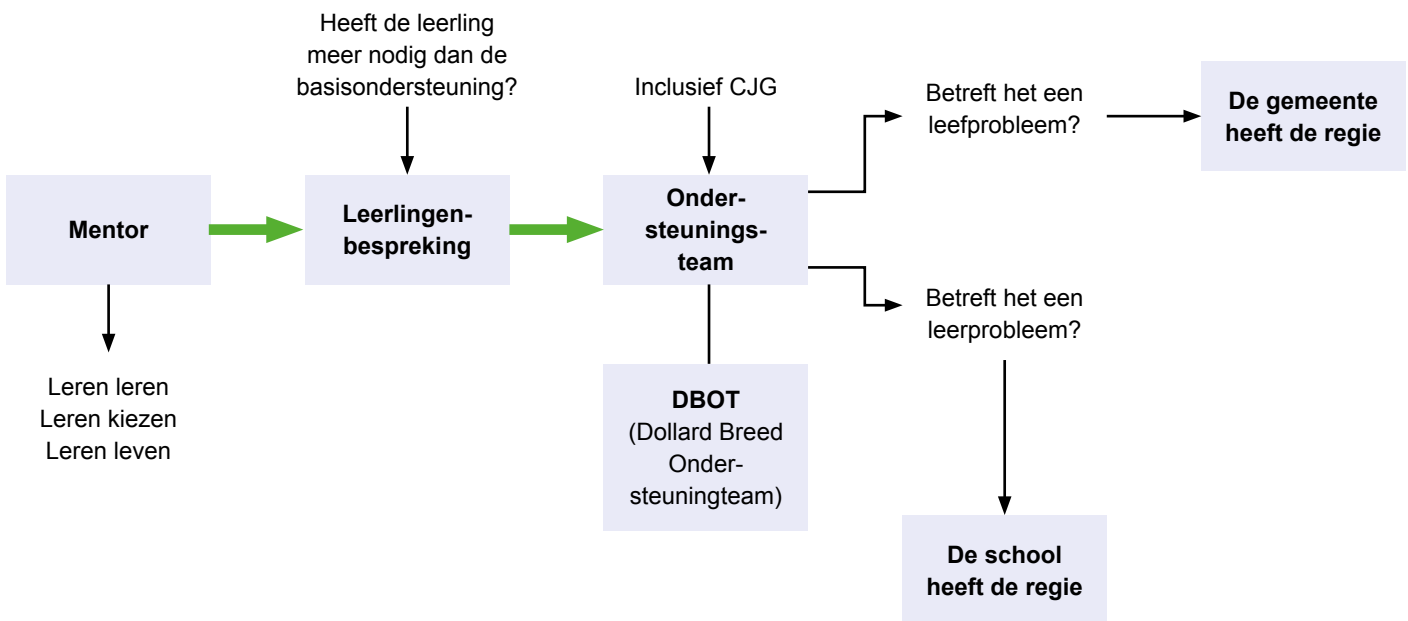 Heeft de leerling
meer nodig dan de
basisondersteuning?
Inclusief CJG
Betreft het een
leefprobleem?
De gemeente
heeft de regie
Mentor
Leerlingen-
bespreking
Onder-
steunings-
team
Betreft het een
leerprobleem?
Leren leren
Leren kiezen
Leren leven
DBOT
(Dollard Breed
Onder-
steuningteam)
De school
heeft de regie